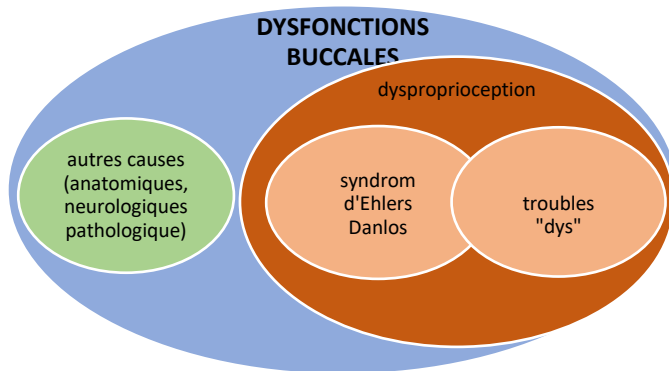 DYSFONCTIONS
BUCCALES
dysproprioception
autres causes
(anatomiques,
neurologiques
pathologique)
syndrom
d'Ehlers
Danlos
troubles
"dys"